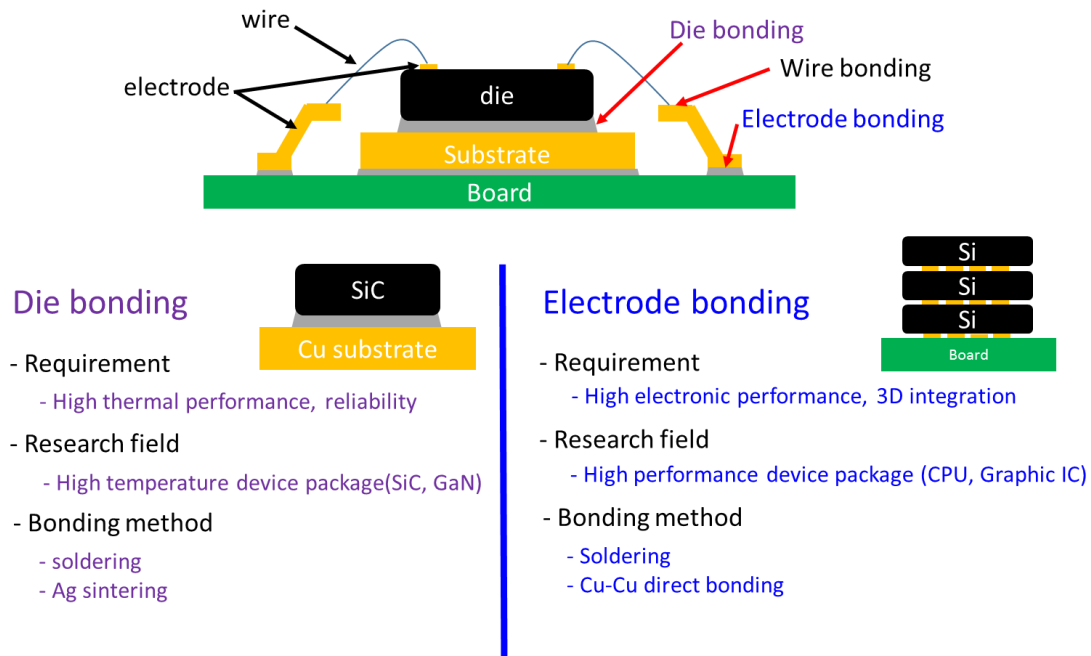 wire
Die bonding
electrode
die
Wire bonding
Electrode bonding
Substrate
Board
Die bonding
SiC
Cu substrate
- Requirement
- High thermal performance, reliability
- Research field
- High temperature device package(SiC, GaN)
- Bonding method
- soldering
- Ag sintering
Electrode bonding
Si
Si
Si
Board
- Requirement
- High electronic performance, 3D integration
- Research field
- High performance device package (CPU, Graphic IC)
- Bonding method
- Soldering
- Cu-Cu direct bonding